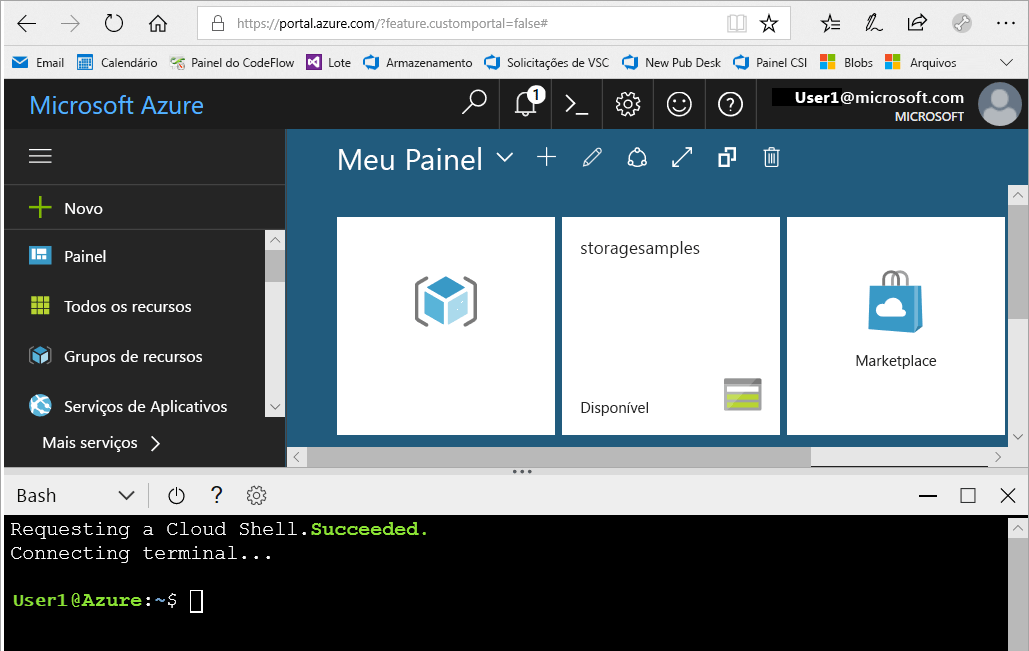 https://portal.azure.com/?feature.customportal=false#
Email Calendário Painel do CodeFlow Lote Armazenamento Solicitações de VSC New Pub Desk Painel CSI Blobs Arquivos
Microsoft Azure 1 User1@microsoft.com
MICROSOFT
Meu Painel
Novo
Painel
Todos os recursos
Grupos de recursos
Serviços de Aplicativos
Mais serviços
storagesamples
Disponível
Marketplace
Bash ?
Requesting a Cloud Shell.Succeeded.
Connecting terminal...
User1@Azure:~$